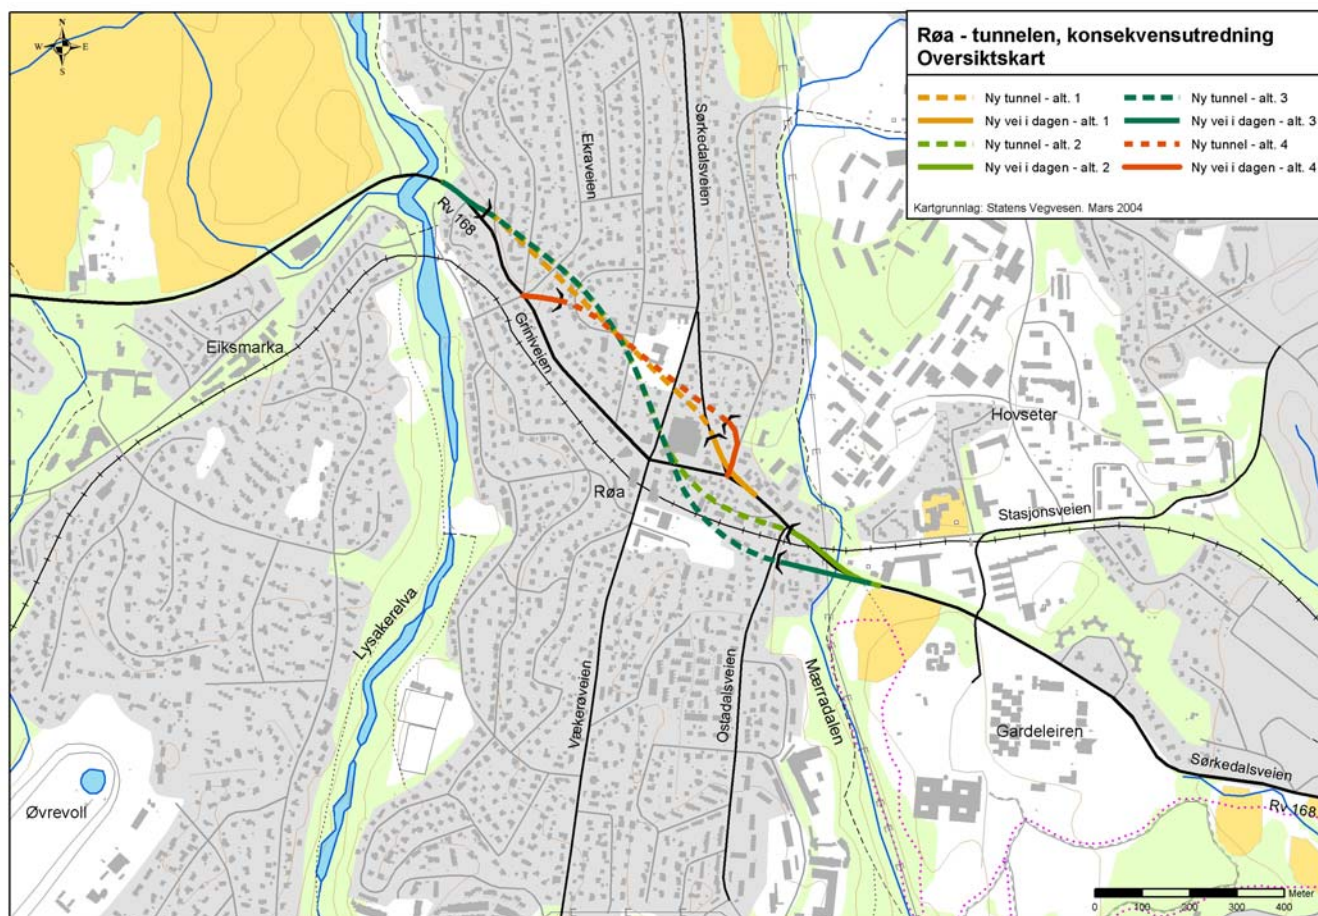 Røa - tunnelen, konsekvensutredning
Oversiktskart
Ny tunnel - alt. 1
Ny tunnel - alt. 3
Ny vei i dagen - alt. 1
Ny vei i dagen - alt. 3
Ny tunnel - alt. 2
Ny tunnel - alt. 4
Ny vei i dagen - alt. 2
Ny vei i dagen - alt. 4
Kartgrunnlag: Statens Vegvesen. Mars 2004
N
W E
S
Ekraveien
Sørkedalsveien
Rv 168
Griniveien
Eiksmarka
Hovseter
Røa
Stasjonsveien
Lysakerelva
Vækerøveien
Ostadalsveien
Mærradalen
Gardeleiren
Sørkedalsveien
Rv 168
Øvrevoll
Meter
0 100 200 300 400